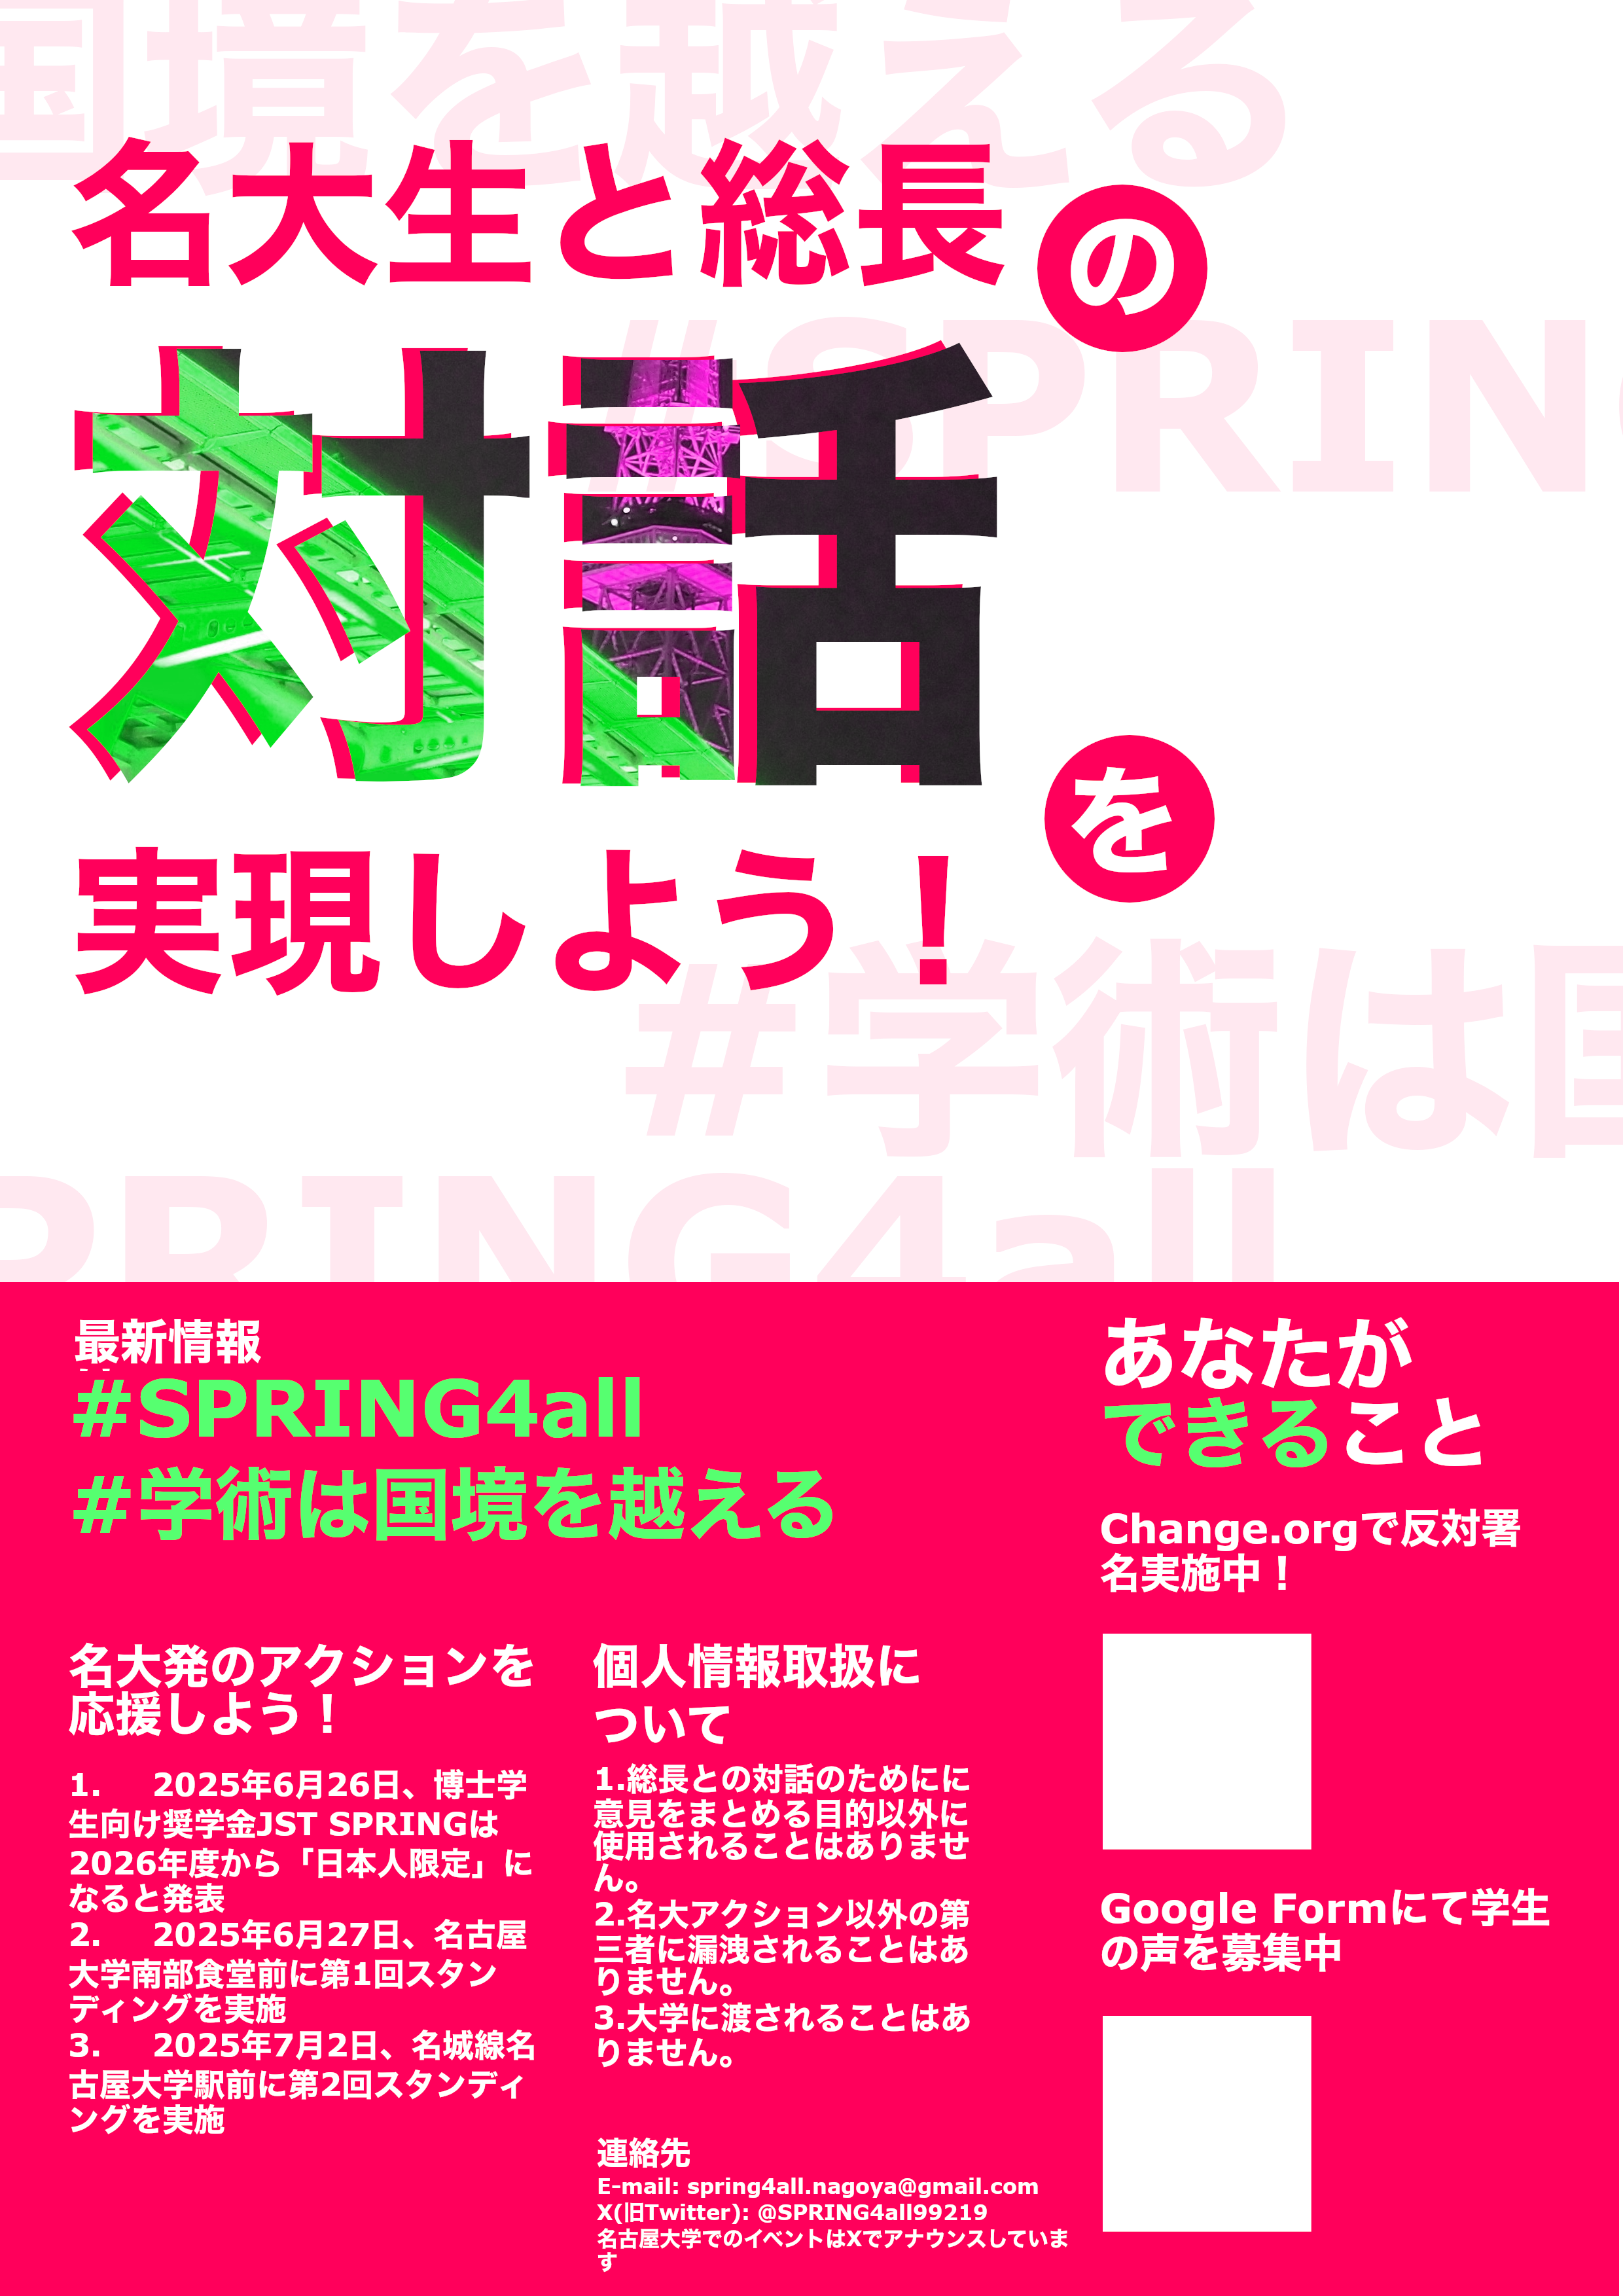 国境を越える
名大生と総長の
#SPRING
対話を
実現しよう！
#学術は国
PRING4all
最新情報
#SPRING4all
#学術は国境を越える
あなたが
できること
Change.orgで反対署
名実施中！
名大発のアクションを
応援しよう！
1. 2025年6月26日、博士学
生向け奨学金JST SPRINGは
2026年度から「日本人限定」に
なると発表
2. 2025年6月27日、名古屋
大学南部食堂前に第1回スタン
ディングを実施
3. 2025年7月2日、名城線名
古屋大学駅前に第2回スタンディ
ングを実施
個人情報取扱に
ついて
1.総長との対話のためにに
意見をまとめる目的以外に
使用されることはありませ
ん。
2.名大アクション以外の第
三者に漏洩されることはあ
りません。
3.大学に渡されることはあ
りません。
Google Formにて学生
の声を募集中
連絡先
E-mail: spring4all.nagoya@gmail.com
X(旧Twitter): @SPRING4all99219
名古屋大学でのイベントはXでアナウンスしていま
す